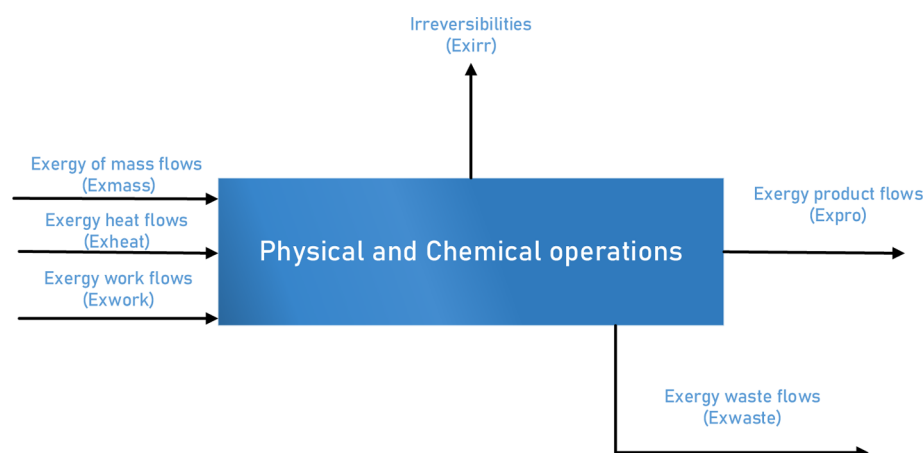 Irreversibilities
(Exirr)
Exergy of mass flows
(Exmass)
Exergy heat flows
(Exheat)
Exergy work flows
(Exwork)
Physical and Chemical operations
Exergy product flows
(Expro)
Exergy waste flows
(Exwaste)